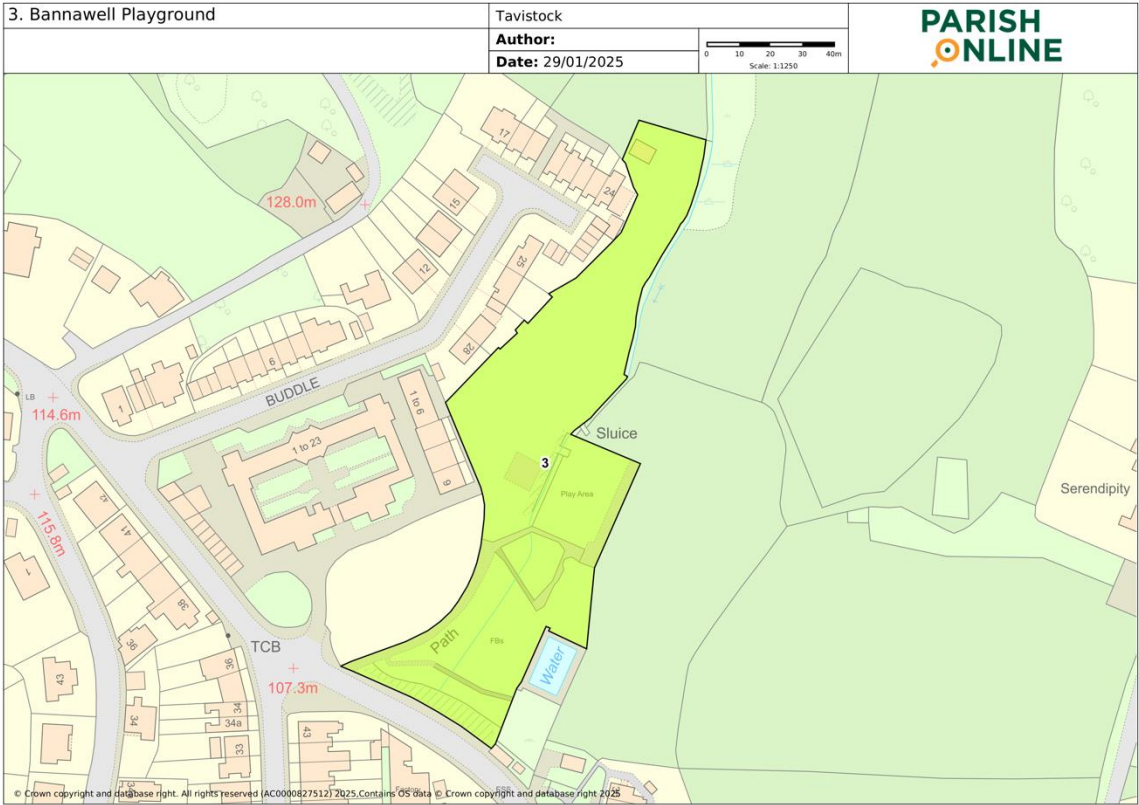 3. Bannawell Playground
Tavistock
Author:
Date: 29/01/2025
0 10 20 30 40m
Scale: 1:1250
PARISH
ONLINE
17
24
128.0m
15
12
25
28
6
1
LB
114.6m
BUDDLE
1 to 6
1 to 23
9
Sluice
3
Play Area
Serendipity
42
41
115.8m
1
38
36
TCB
Path
FBs
Water
36
107.3m
43
34
34
34a
33
43
Factory
ESS
© Crown copyright and database right. All rights reserved (AC0000827512) 2025,Contains OS data © Crown copyright and database right 2025